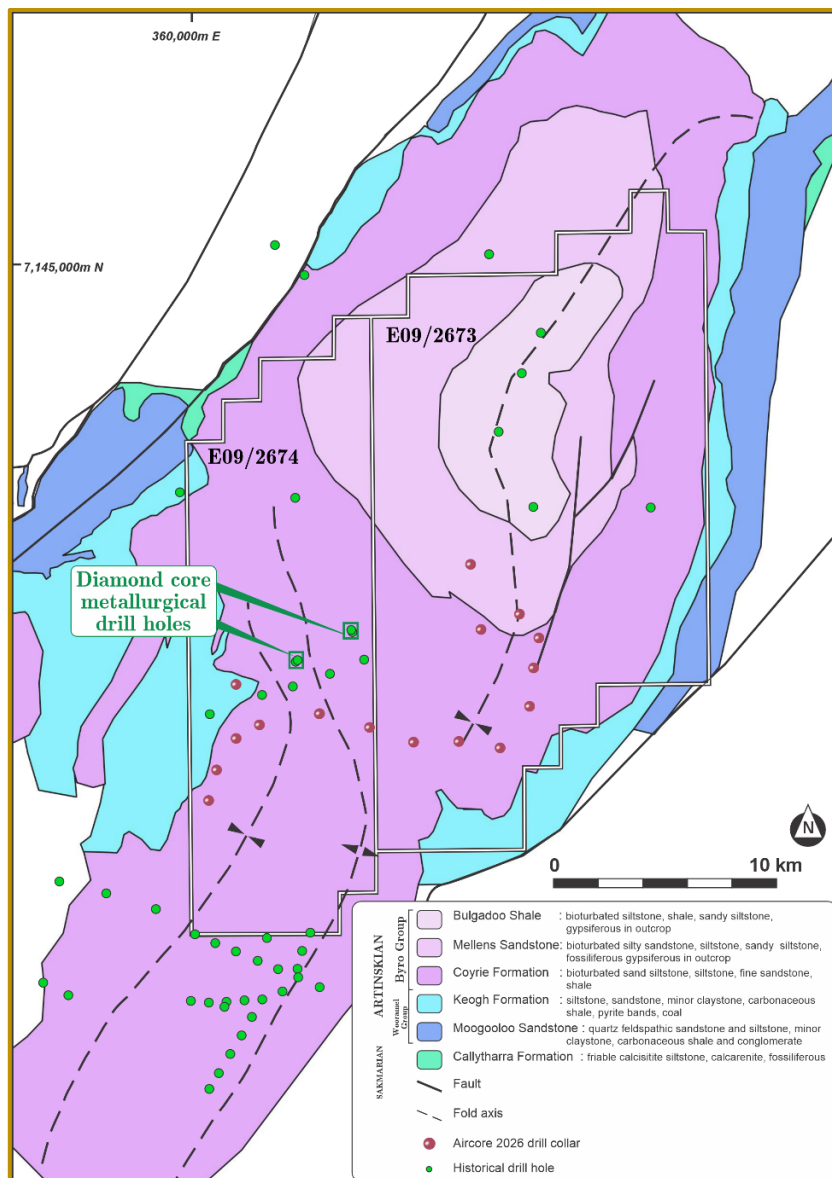 360,000m E
7,145,000m N
E09/2673
E09/2674
Diamond core
metallurgical
drill holes
N
0 10 km
ARTINSKIAN
Byro Group
Bulgadoo Shale : bioturbated siltstone, shale, sandy siltstone,
gypsiferous in outcrop
Mellens Sandstone: bioturbated silty sandstone, siltstone, sandy siltstone,
fossiliferous gypsiferous in outcrop
Coyrie Formation : bioturbated sand siltstone, siltstone, fine sandstone,
shale
Wooramel
Group
Keogh Formation : siltstone, sandstone, minor claystone, carbonaceous
shale, pyrite bands, coal
Moogooloo Sandstone : quartz feldspathic sandstone and siltstone, minor
claystone, carbonaceous shale and conglomerate
SAKMARIAN
Callytharra Formation : friable calcisitite siltstone, calcarenite, fossiliferous
Fault
Fold axis
Aircore 2026 drill collar
Historical drill hole